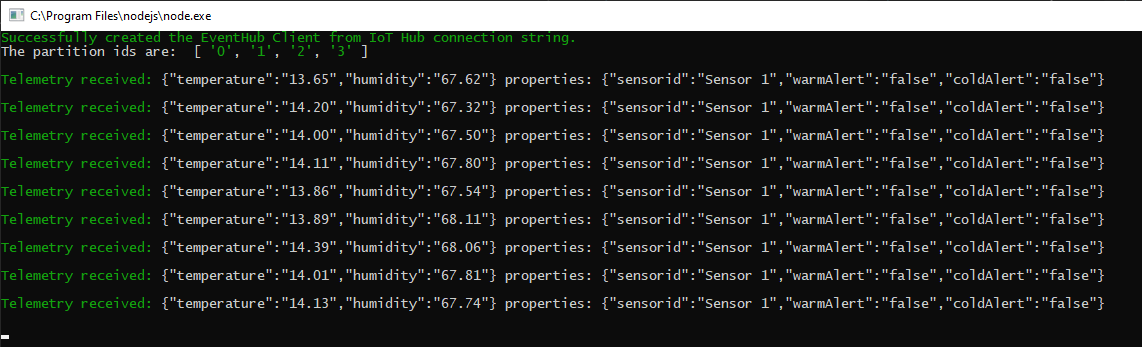 C:\Program Files\nodejs\node.exe
Successfully created the EventHub Client from IoT Hub connection string.
The partition ids are:  [ '0', '1', '2', '3' ]
Telemetry received: {"temperature":"13.65","humidity":"67.62"} properties: {"sensorid":"Sensor 1","warmAlert":"false","coldAlert":"false"}
Telemetry received: {"temperature":"14.20","humidity":"67.32"} properties: {"sensorid":"Sensor 1","warmAlert":"false","coldAlert":"false"}
Telemetry received: {"temperature":"14.00","humidity":"67.50"} properties: {"sensorid":"Sensor 1","warmAlert":"false","coldAlert":"false"}
Telemetry received: {"temperature":"14.11","humidity":"67.80"} properties: {"sensorid":"Sensor 1","warmAlert":"false","coldAlert":"false"}
Telemetry received: {"temperature":"13.86","humidity":"67.54"} properties: {"sensorid":"Sensor 1","warmAlert":"false","coldAlert":"false"}
Telemetry received: {"temperature":"13.89","humidity":"68.11"} properties: {"sensorid":"Sensor 1","warmAlert":"false","coldAlert":"false"}
Telemetry received: {"temperature":"14.39","humidity":"68.06"} properties: {"sensorid":"Sensor 1","warmAlert":"false","coldAlert":"false"}
Telemetry received: {"temperature":"14.01","humidity":"67.81"} properties: {"sensorid":"Sensor 1","warmAlert":"false","coldAlert":"false"}
Telemetry received: {"temperature":"14.13","humidity":"67.74"} properties: {"sensorid":"Sensor 1","warmAlert":"false","coldAlert":"false"}